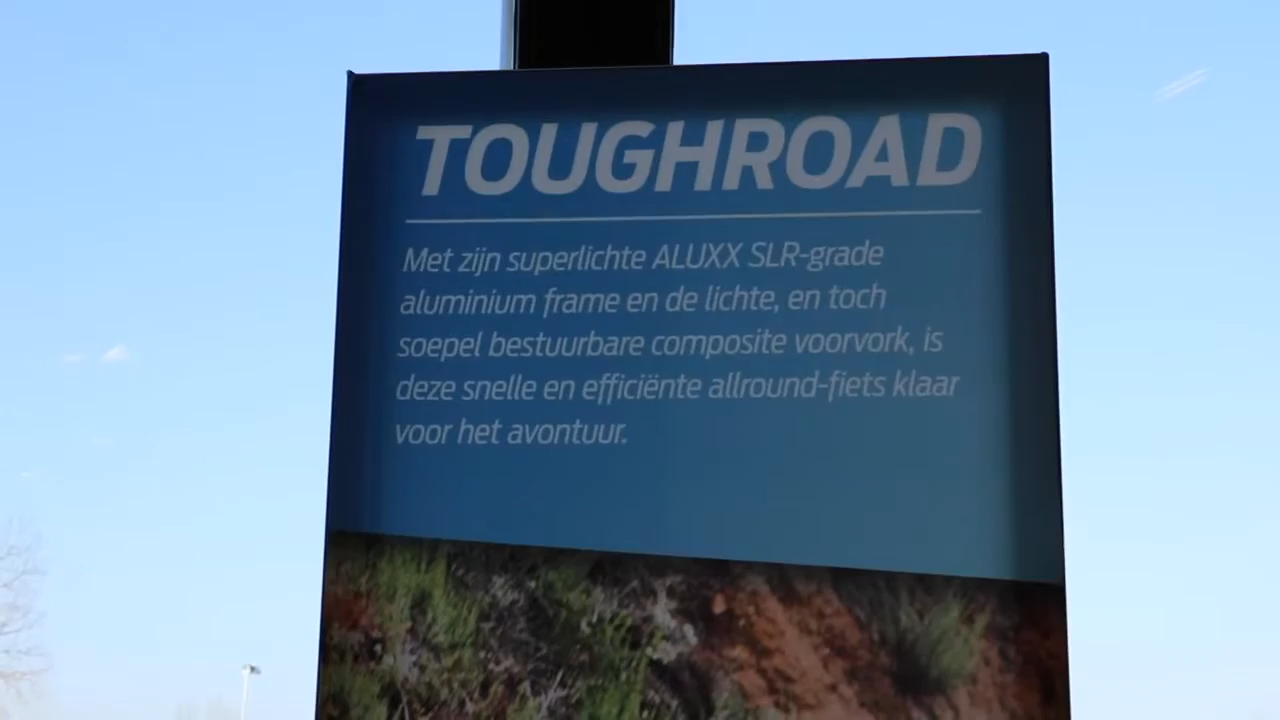 TOUGHROAD
Met zijn superlichte ALUXX SLR-grade
aluminium frame en de lichte, en toch
soepel bestuurbare composite voorvork, is
deze snelle en efficiënte allround-fiets klaar
voor het avontuur.